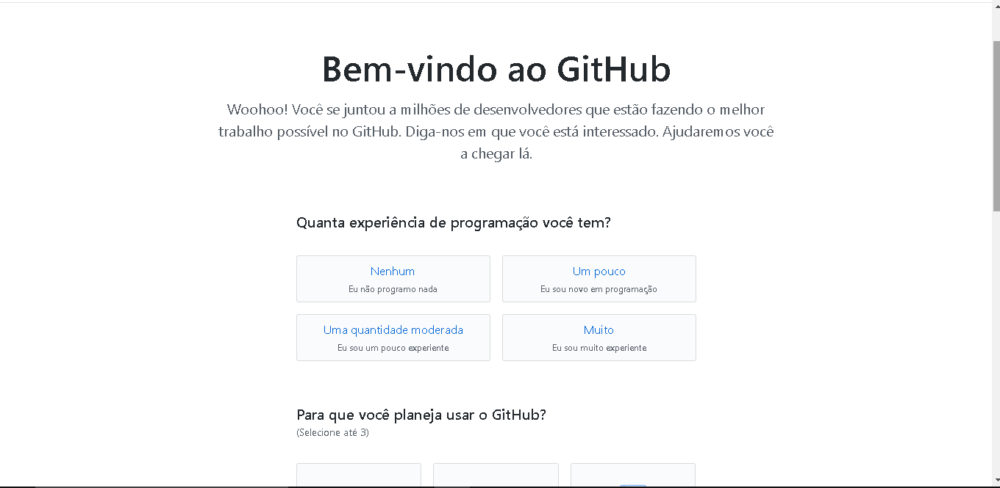 Bem-vindo ao GitHub
Woohoo! Você se juntou a milhões de desenvolvedores que estão fazendo o melhor
trabalho possível no GitHub. Diga-nos em que você está interessado. Ajudaremos você
a chegar lá.
Quanta experiência de programação você tem?
Nenhum
Eu não programo nada
Um pouco
Eu sou novo em programação
Uma quantidade moderada
Eu sou um pouco experiente
Muito
Eu sou muito experiente
Para que você planeja usar o GitHub?
(Selecione até 3)